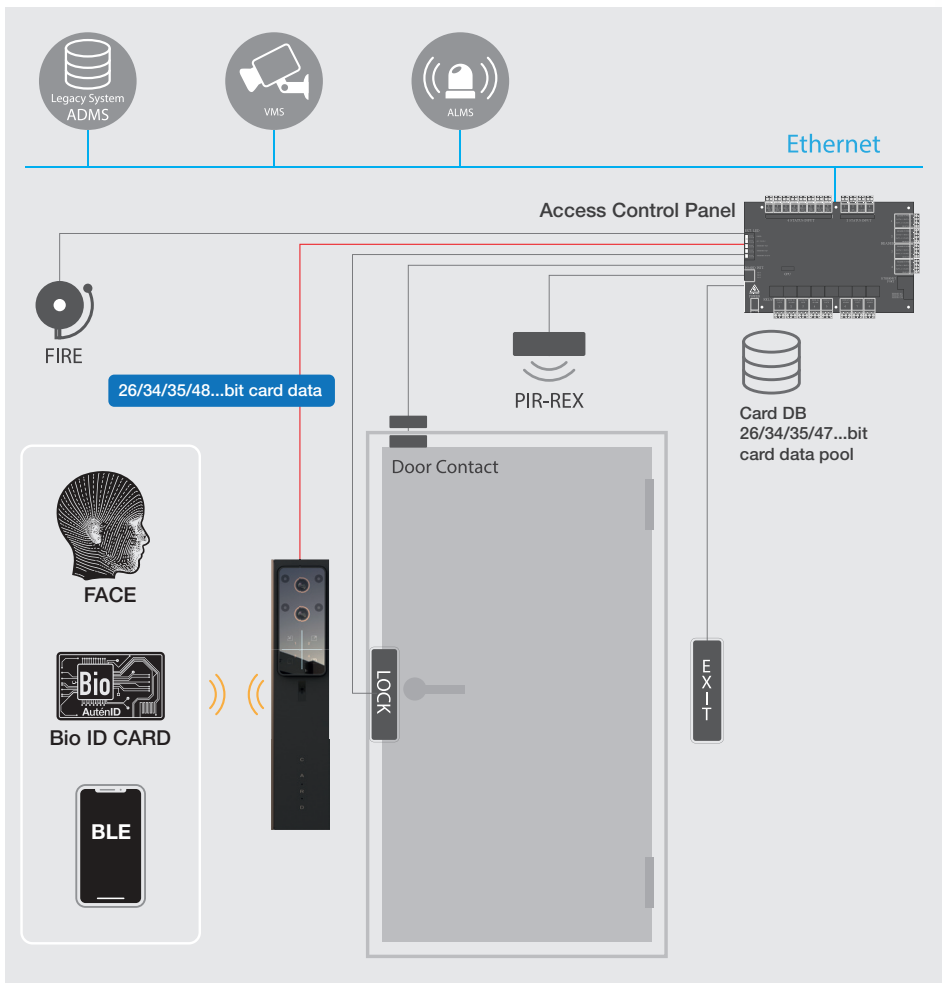 Legacy System
ADMS
VMS
ALMS
Ethernet
Access Control Panel
FIRE
26/34/35/48...bit card data
PIR-REX
Card DB
26/34/35/47...bit
card data pool
Door Contact
FACE
Bio
AuténID
Bio ID CARD
BLE
LOCK
EXIT